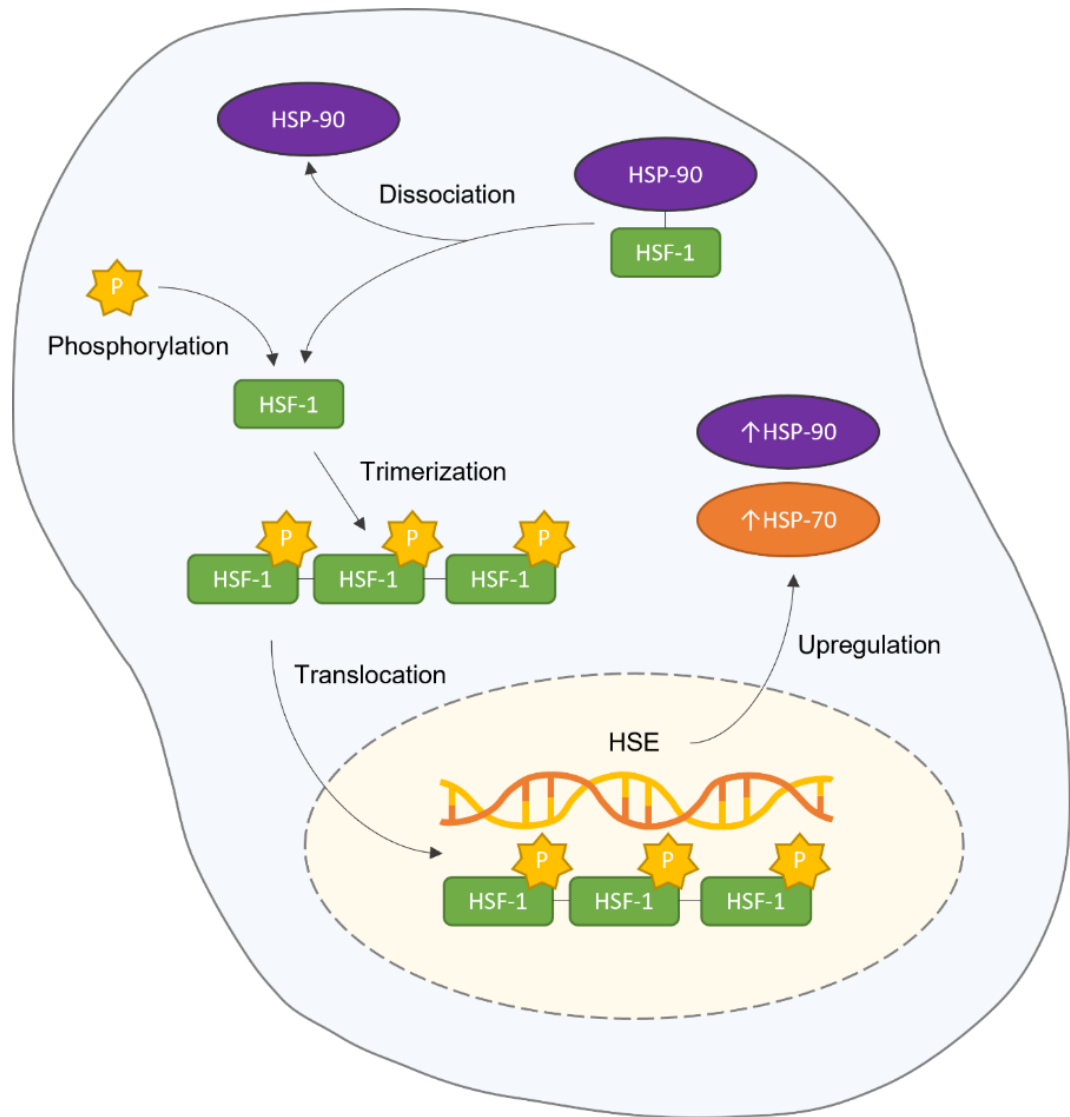 HSP-90
HSP-90
Dissociation
HSF-1
P
Phosphorylation
HSF-1
↑HSP-90
Trimerization
↑HSP-70
P P P
HSF-1 HSF-1 HSF-1
Upregulation
Translocation
HSE
P P P
HSF-1 HSF-1 HSF-1